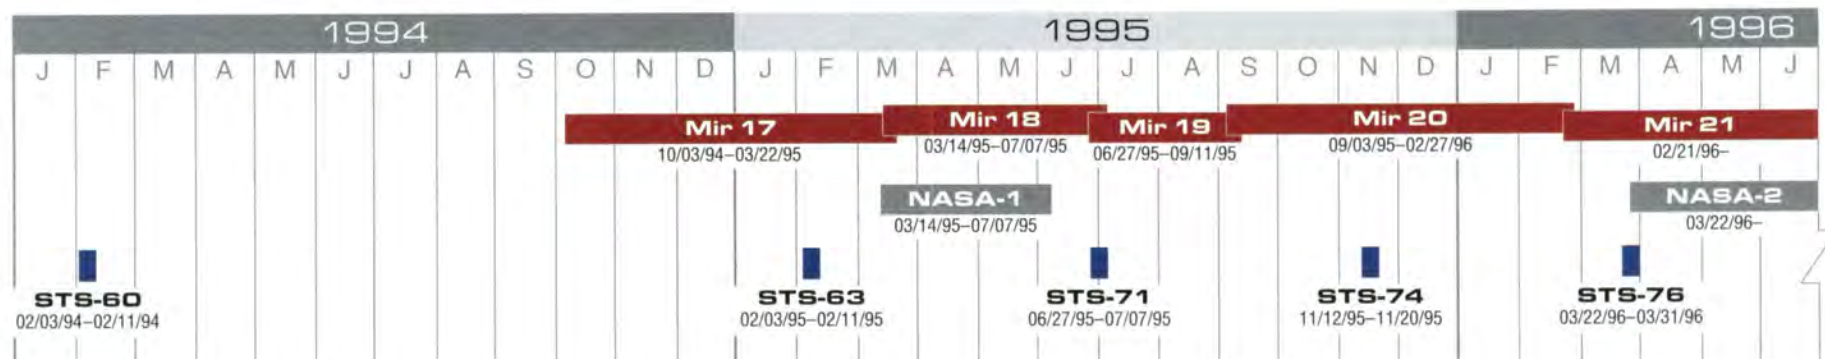 1994 1995 1996
J F M A M J J A S O N D J F M A M J J A S O N D J F M A M J
Mir 17 Mir 18 Mir 19 Mir 20 Mir 21
10/03/94–03/22/95 03/14/95–07/07/95 06/27/95–09/11/95 09/03/95–02/27/96 02/21/96–
NASA-1 NASA-2
03/14/95–07/07/95 03/22/96–
STS-60 STS-63 STS-71 STS-74 STS-76
02/03/94–02/11/94 02/03/95–02/11/95 06/27/95–07/07/95 11/12/95–11/20/95 03/22/96–03/31/96